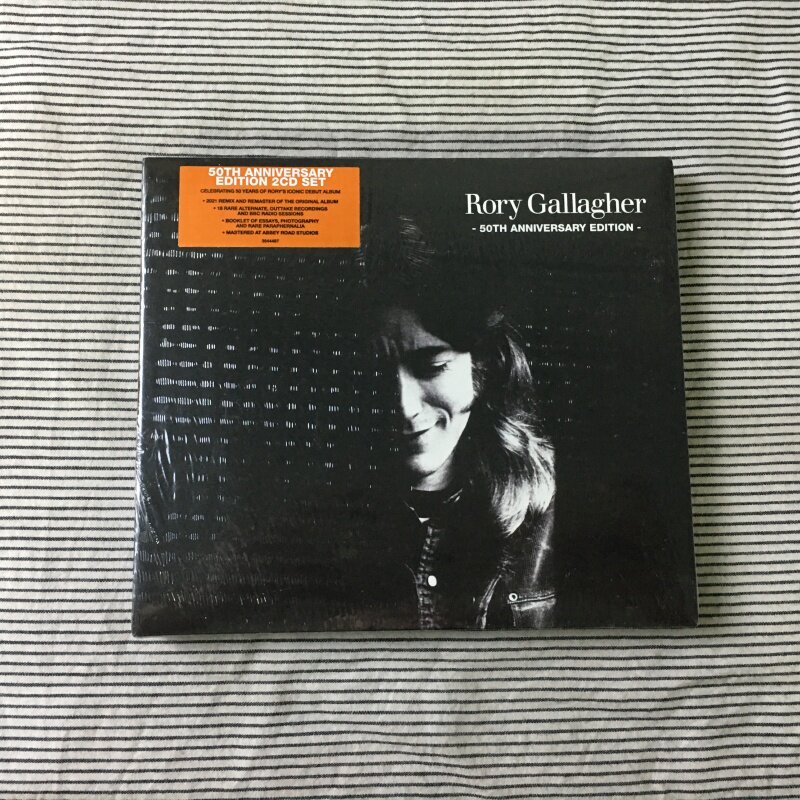 50TH ANNIVERSARY
EDITION 2CD SET
CELEBRATING 50 YEARS OF RORY'S ICONIC DEBUT ALBUM
• 2021 REMIX AND REMASTER OF THE ORIGINAL ALBUM
• 18 RARE ALTERNATE, OUTTAKE RECORDINGS
AND BBC RADIO SESSIONS
• BOOKLET OF ESSAYS, PHOTOGRAPHY
AND RARE PARAPHERNALIA
• MASTERED AT ABBEY ROAD STUDIOS
Rory Gallagher
- 50TH ANNIVERSARY EDITION -